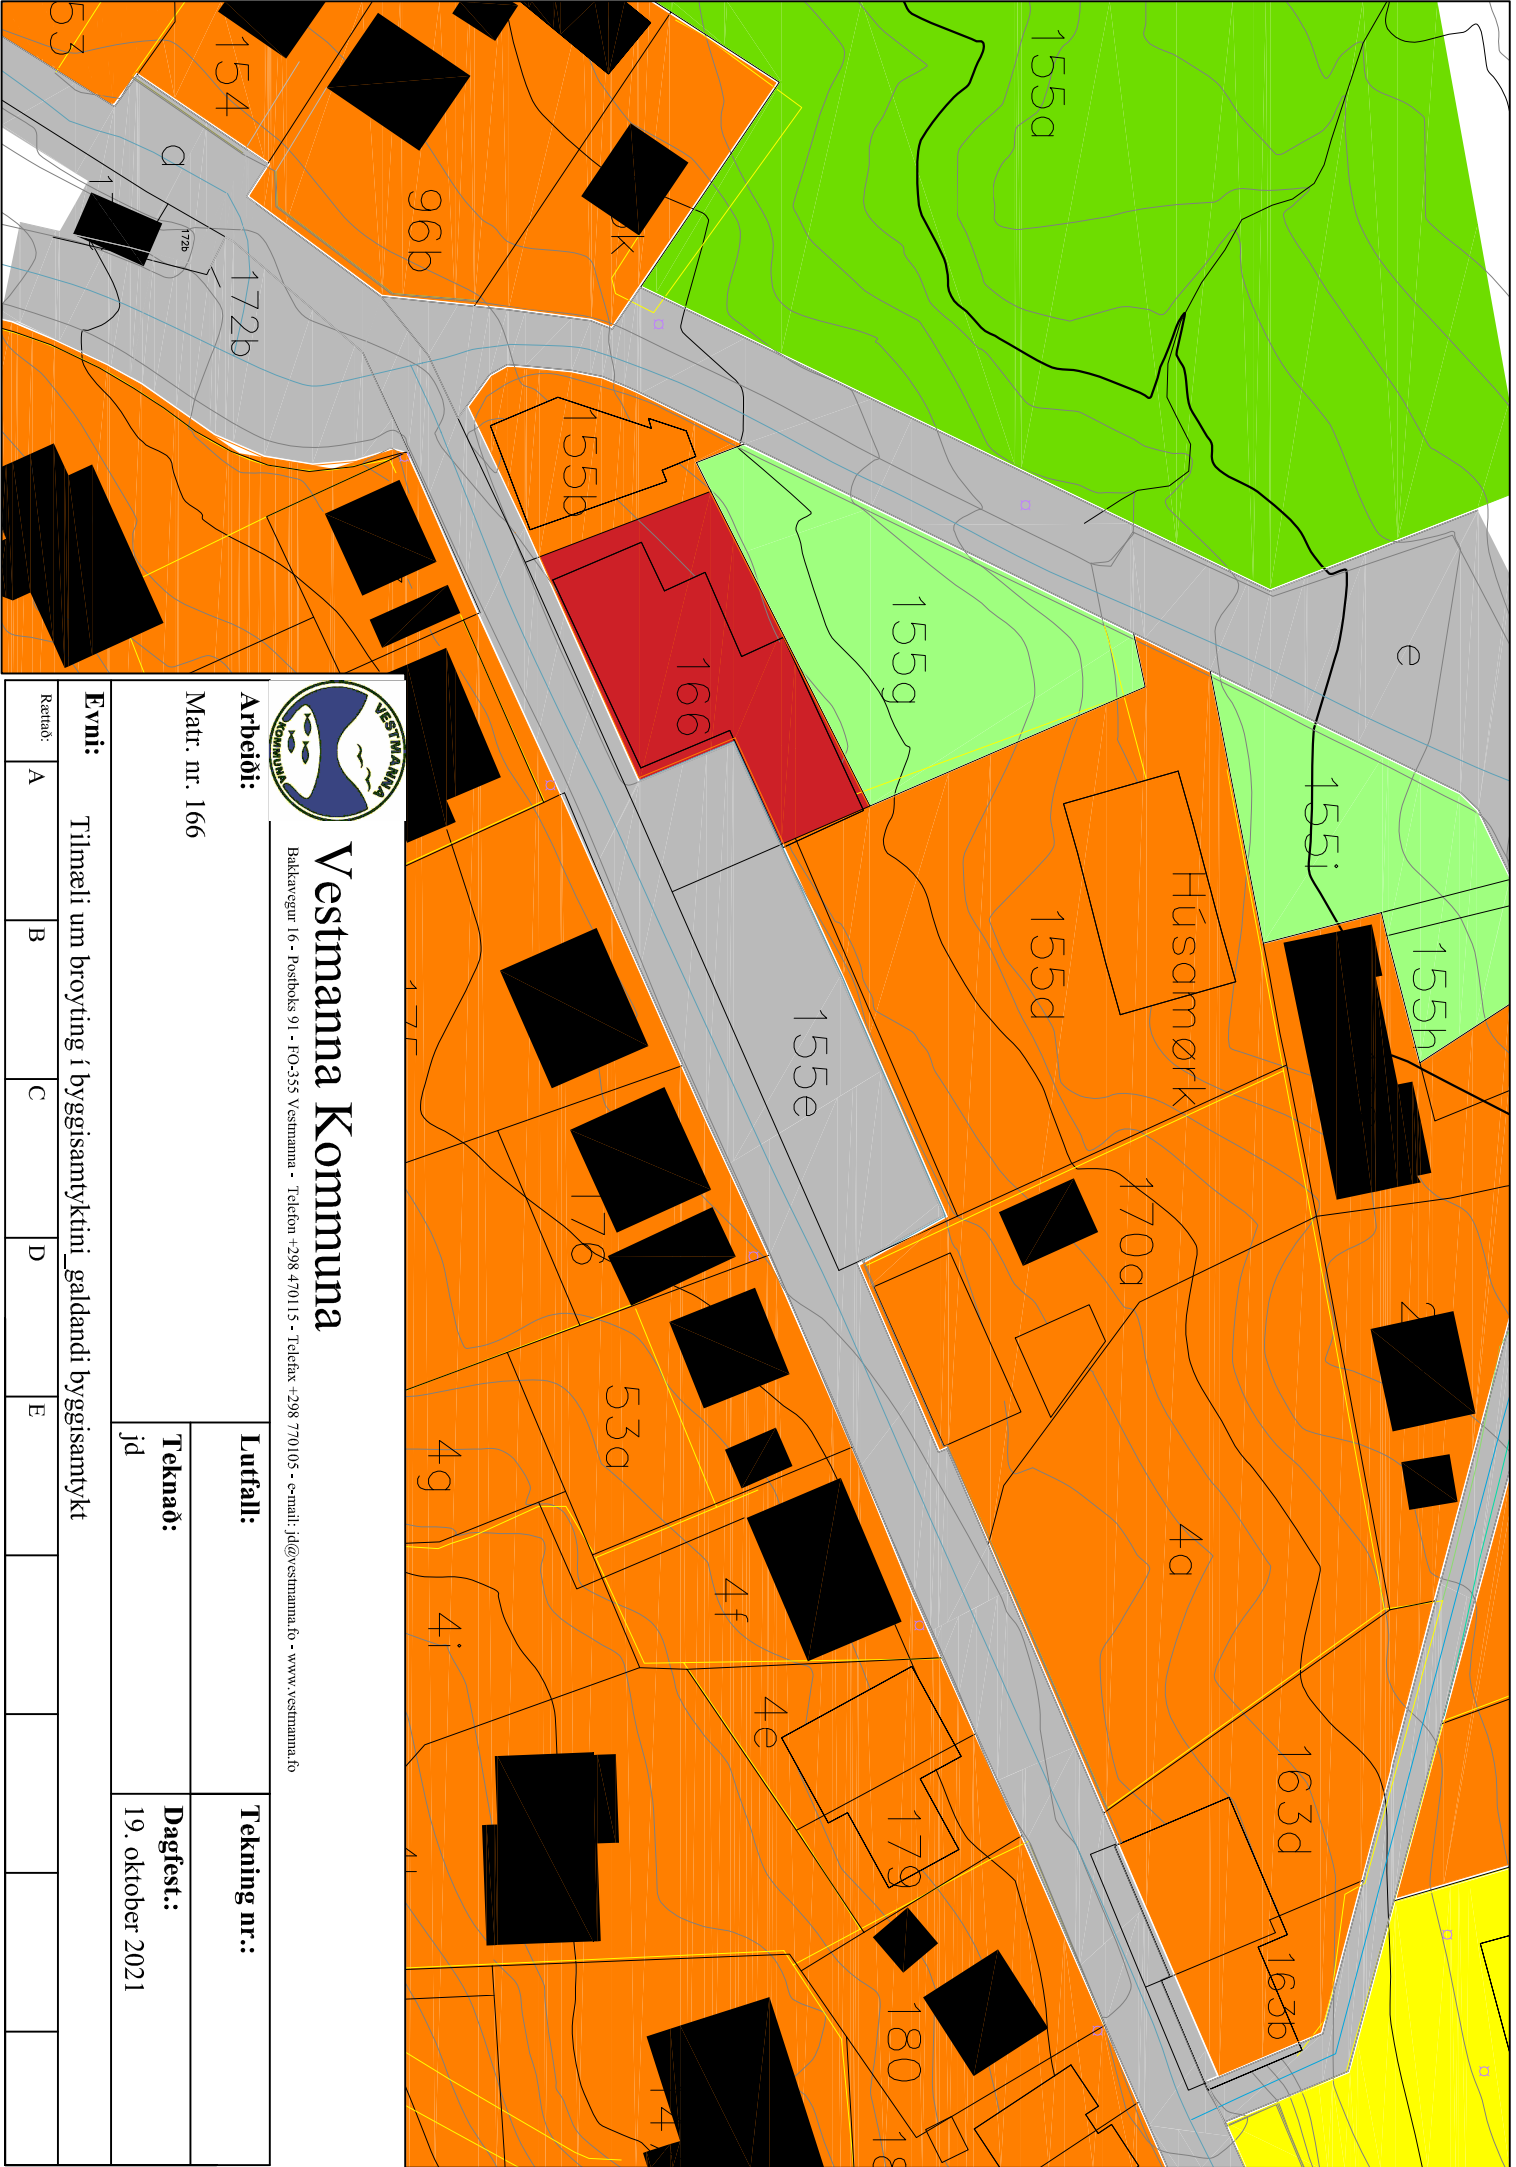 155a
154
53
a
96b
172b
172b
155b
166
155g
e
155i
155h
155d
Húsamørk
155e
170a
176
53a
4g
4f
4a
4i
4e
179
163d
163b
180
VESTMANNA
KOMMUNA
Vestmanna Kommuna
Bakkavegur 16 - Postboks 91 - FO-355 Vestmanna - Telefon +298 470115 - Telefax +298 770105 - e-mail: jd@vestmanna.fo - www.vestmanna.fo
Arbeiði:
Matr. nr. 166
Lutfall:
Tekning nr.:
Teknað:
jd
Dagfest.:
19. oktober 2021
Evni: Tilmæli um broyting í byggisamtyktini_galdandi byggisamtykt
Rættað: A B C D E